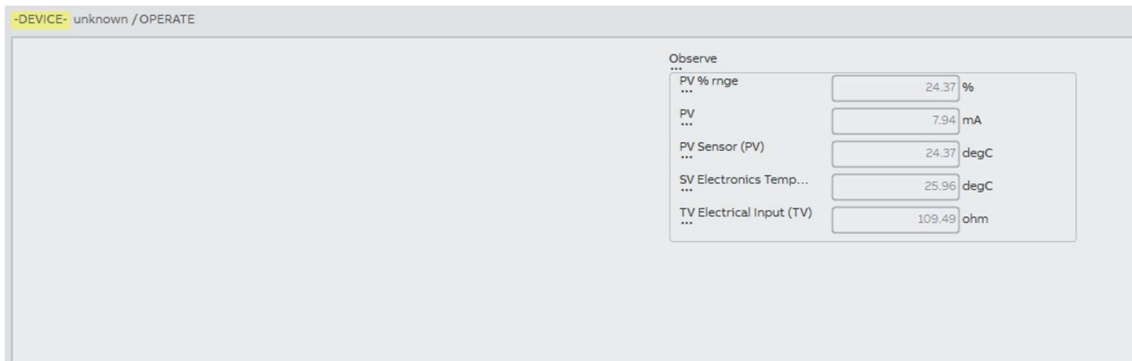 -DEVICE- unknown / OPERATE
Observe
PV % rnge 24.37 %
PV 7.94 mA
PV Sensor (PV) 24.37 degC
SV Electronics Temp... 25.96 degC
TV Electrical Input (TV) 109.49 ohm